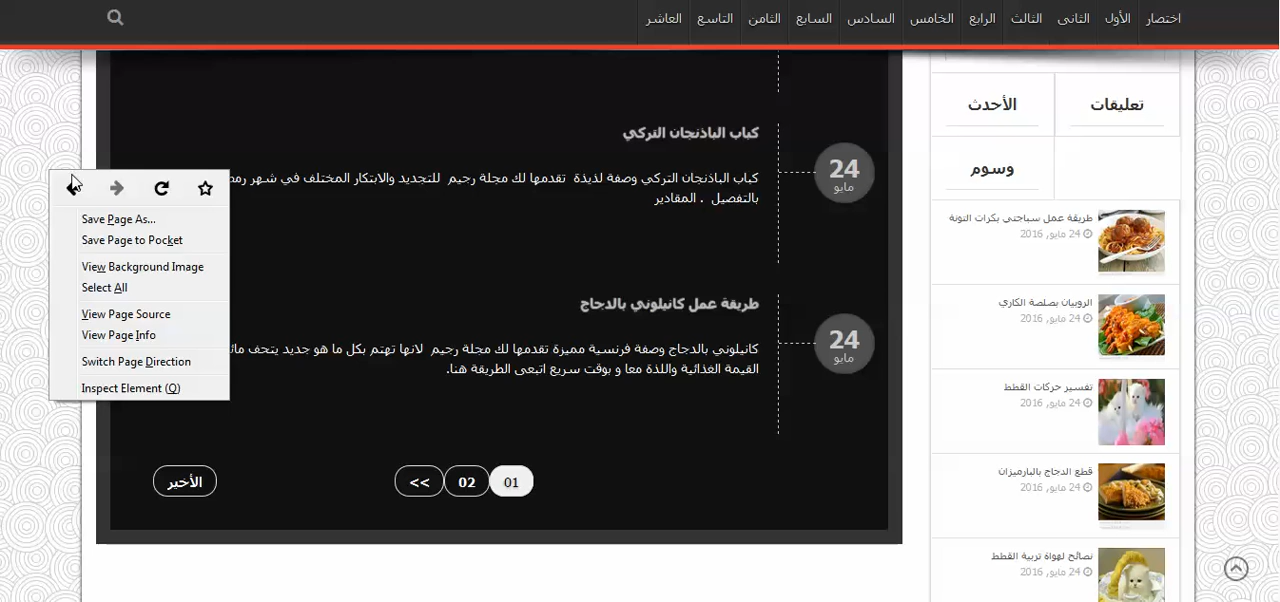 اختصار الأول الثانى الثالث الرابع الخامس السادس السابع الثامن التاسع العاشر
تعليقات
الأحدث
وسوم
كباب الباذنجان التركي
24
مايو
كباب الباذنجان التركي وصفة لذيذة تقدمها لك مجلة رجيم للتجديد والابتكار المختلف في شهر
بالتفصيل . المقادير
طريقة عمل كانيلوني بالدجاج
24
مايو
كانيلوني بالدجاج وصفة فرنسية مميزة تقدمها لك مجلة رجيم لانها تهتم بكل ما هو جديد يتحف
القيمة الغذائية واللذة معا و بوقت سريع اتبعى الطريقة هنا.
01
02
>>
الأخير
طريقة عمل سباجتي بكرات التونة
24 مايو, 2016
الروبيان بصلصة الكاري
24 مايو, 2016
تفسير حركات القطط
24 مايو, 2016
قطع الدجاج بالبارميزان
24 مايو, 2016
نصائح لهواة تربية القطط
24 مايو, 2016
Save Page As...
Save Page to Pocket
View Background Image
Select All
View Page Source
View Page Info
Switch Page Direction
Inspect Element (Q)